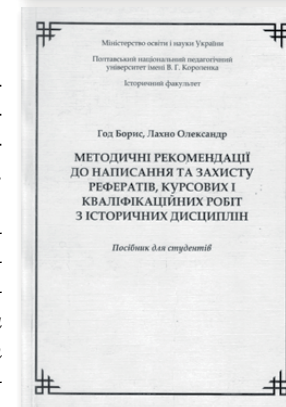 Міністерство освіти і науки України
Полтавський національний педагогічний
університет імені В. Г. Короленка
Історичний факультет
Год Борис, Лахно Олександр
МЕТОДИЧНІ РЕКОМЕНДАЦІЇ
ДО НАПИСАННЯ ТА ЗАХИСТУ
РЕФЕРАТІВ, КУРСОВИХ І
КВАЛІФІКАЦІЙНИХ РОБІТ
З ІСТОРИЧНИХ ДИСЦИПЛІН
Посібник для студентів